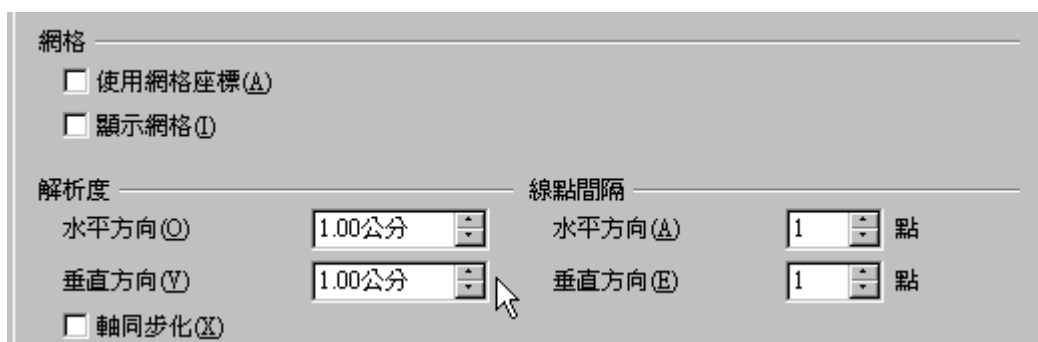 網格
使用網格座標(A)
顯示網格(I)
解析度 線點間隔
水平方向(O) 1.00公分 水平方向(A) 1 點
垂直方向(V) 1.00公分 垂直方向(E) 1 點
軸同步化(X)